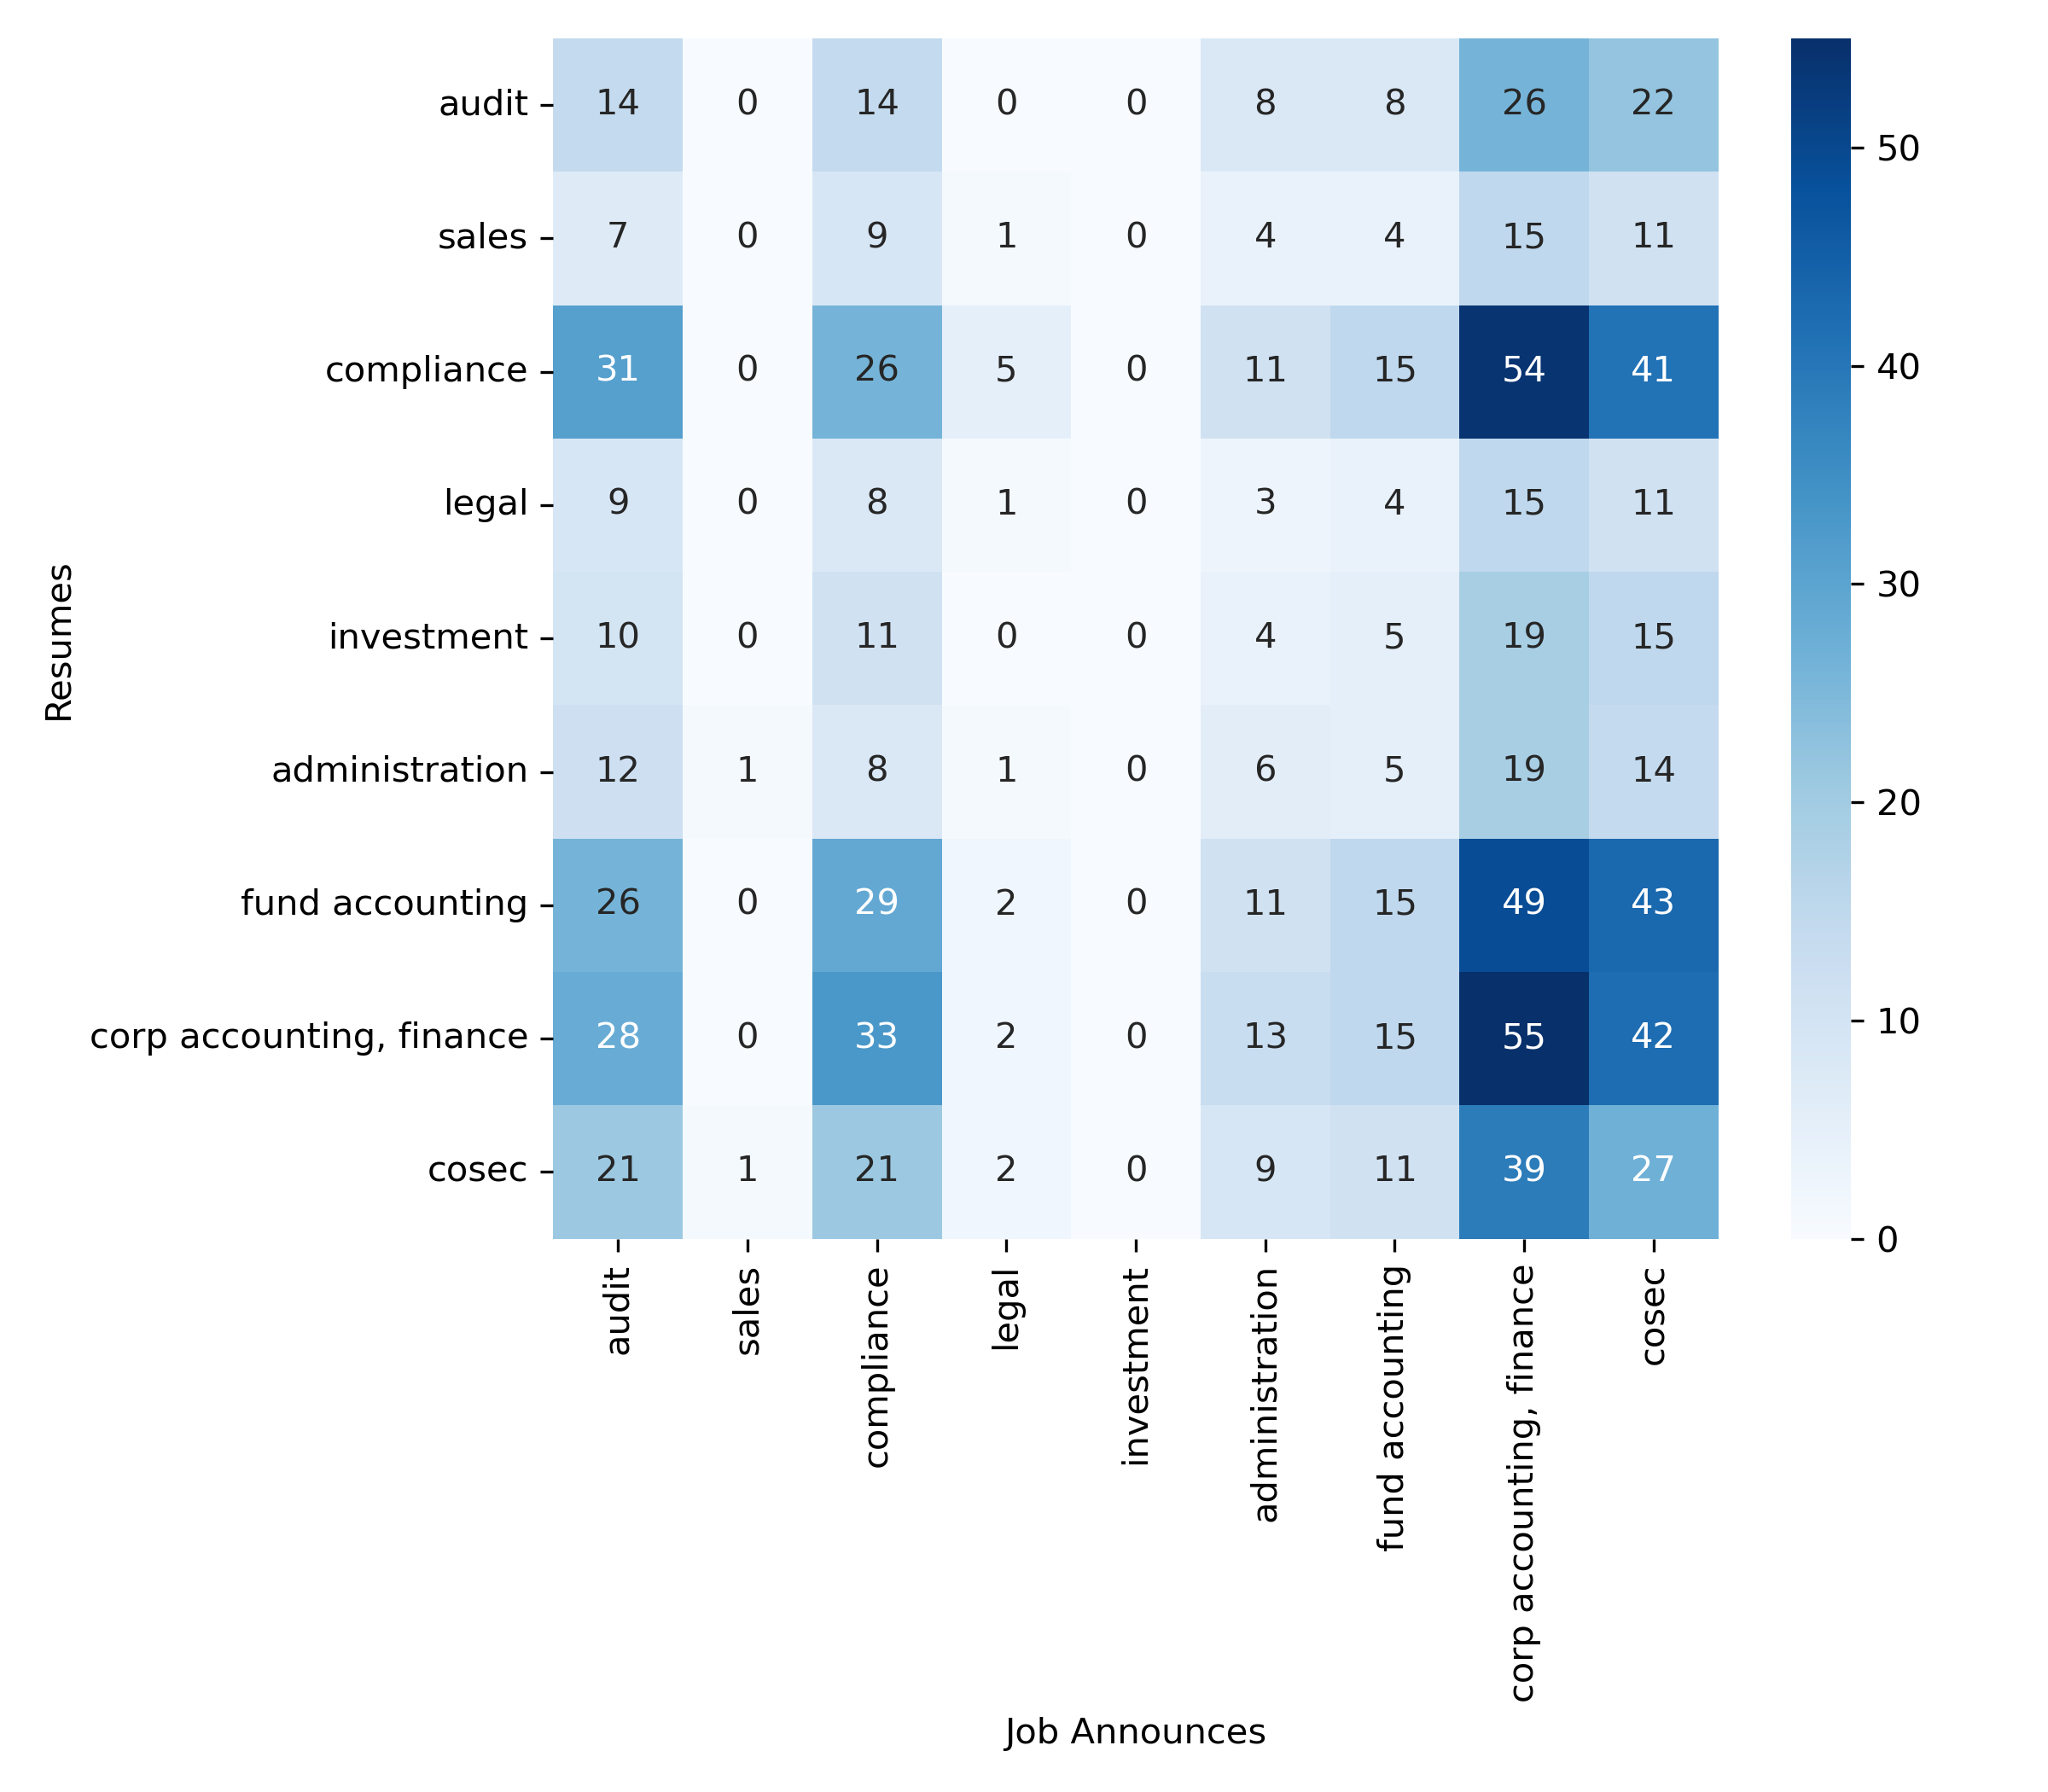 audit 14 0 14 0 0 8 8 26 22
sales 7 0 9 1 0 4 4 15 11
compliance 31 0 26 5 0 11 15 54 41
legal 9 0 8 1 0 3 4 15 11
investment 10 0 11 0 0 4 5 19 15
administration 12 1 8 1 0 6 5 19 14
fund accounting 26 0 29 2 0 11 15 49 43
corp accounting, finance 28 0 33 2 0 13 15 55 42
cosec 21 1 21 2 0 9 11 39 27
Resumes
audit
sales
compliance
legal
investment
administration
fund accounting
corp accounting, finance
cosec
Job Announces
50
40
30
20
10
0